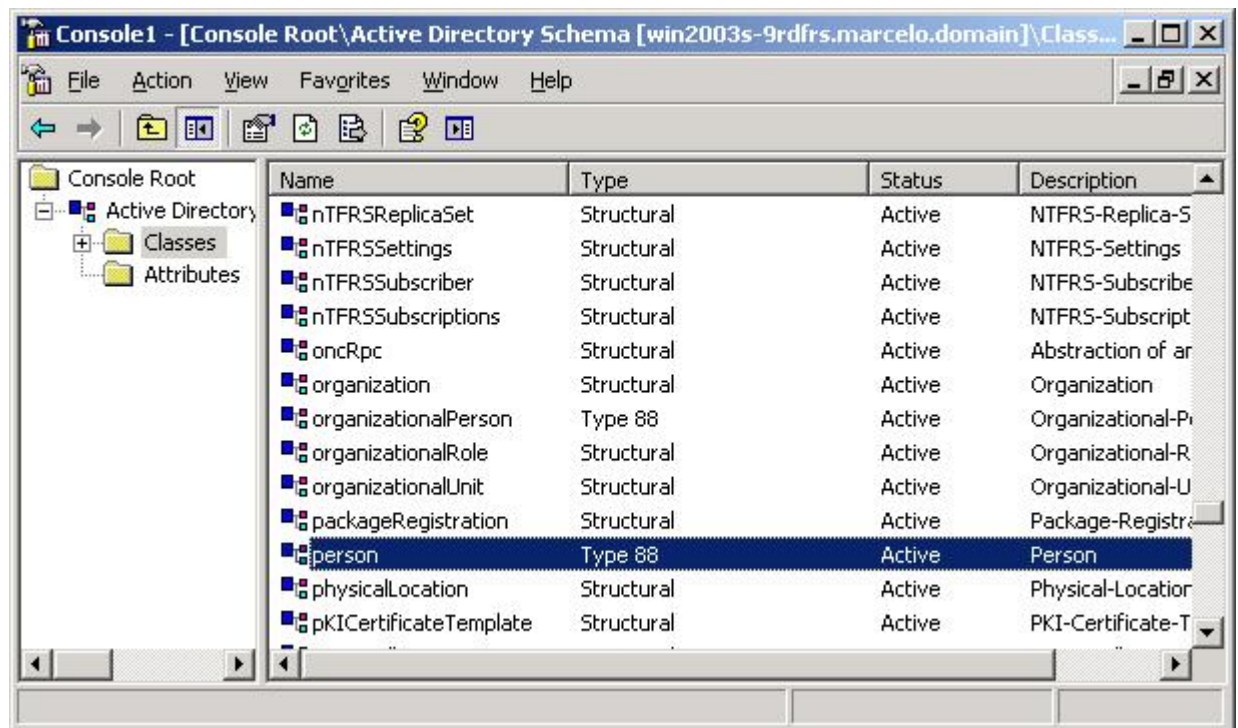 Console1 - [Console Root\Active Directory Schema [win2003s-9rdfrs.marcelo.domain]\Class...
File Action View Favorites Window Help
Console Root
Active Directory
Classes
Attributes
Name Type Status Description
nTFRSReplicaSet Structural Active NTFRS-Replica-S
nTFRSSettings Structural Active NTFRS-Settings
nTFRSSubscriber Structural Active NTFRS-Subscribe
nTFRSSubscriptions Structural Active NTFRS-Subscript
oncRpc Structural Active Abstraction of ar
organization Structural Active Organization
organizationalPerson Type 88 Active Organizational-P
organizationalRole Structural Active Organizational-R
organizationalUnit Structural Active Organizational-U
packageRegistration Structural Active Package-Registra
person Type 88 Active Person
physicalLocation Structural Active Physical-Location
pKICertificateTemplate Structural Active PKI-Certificate-T